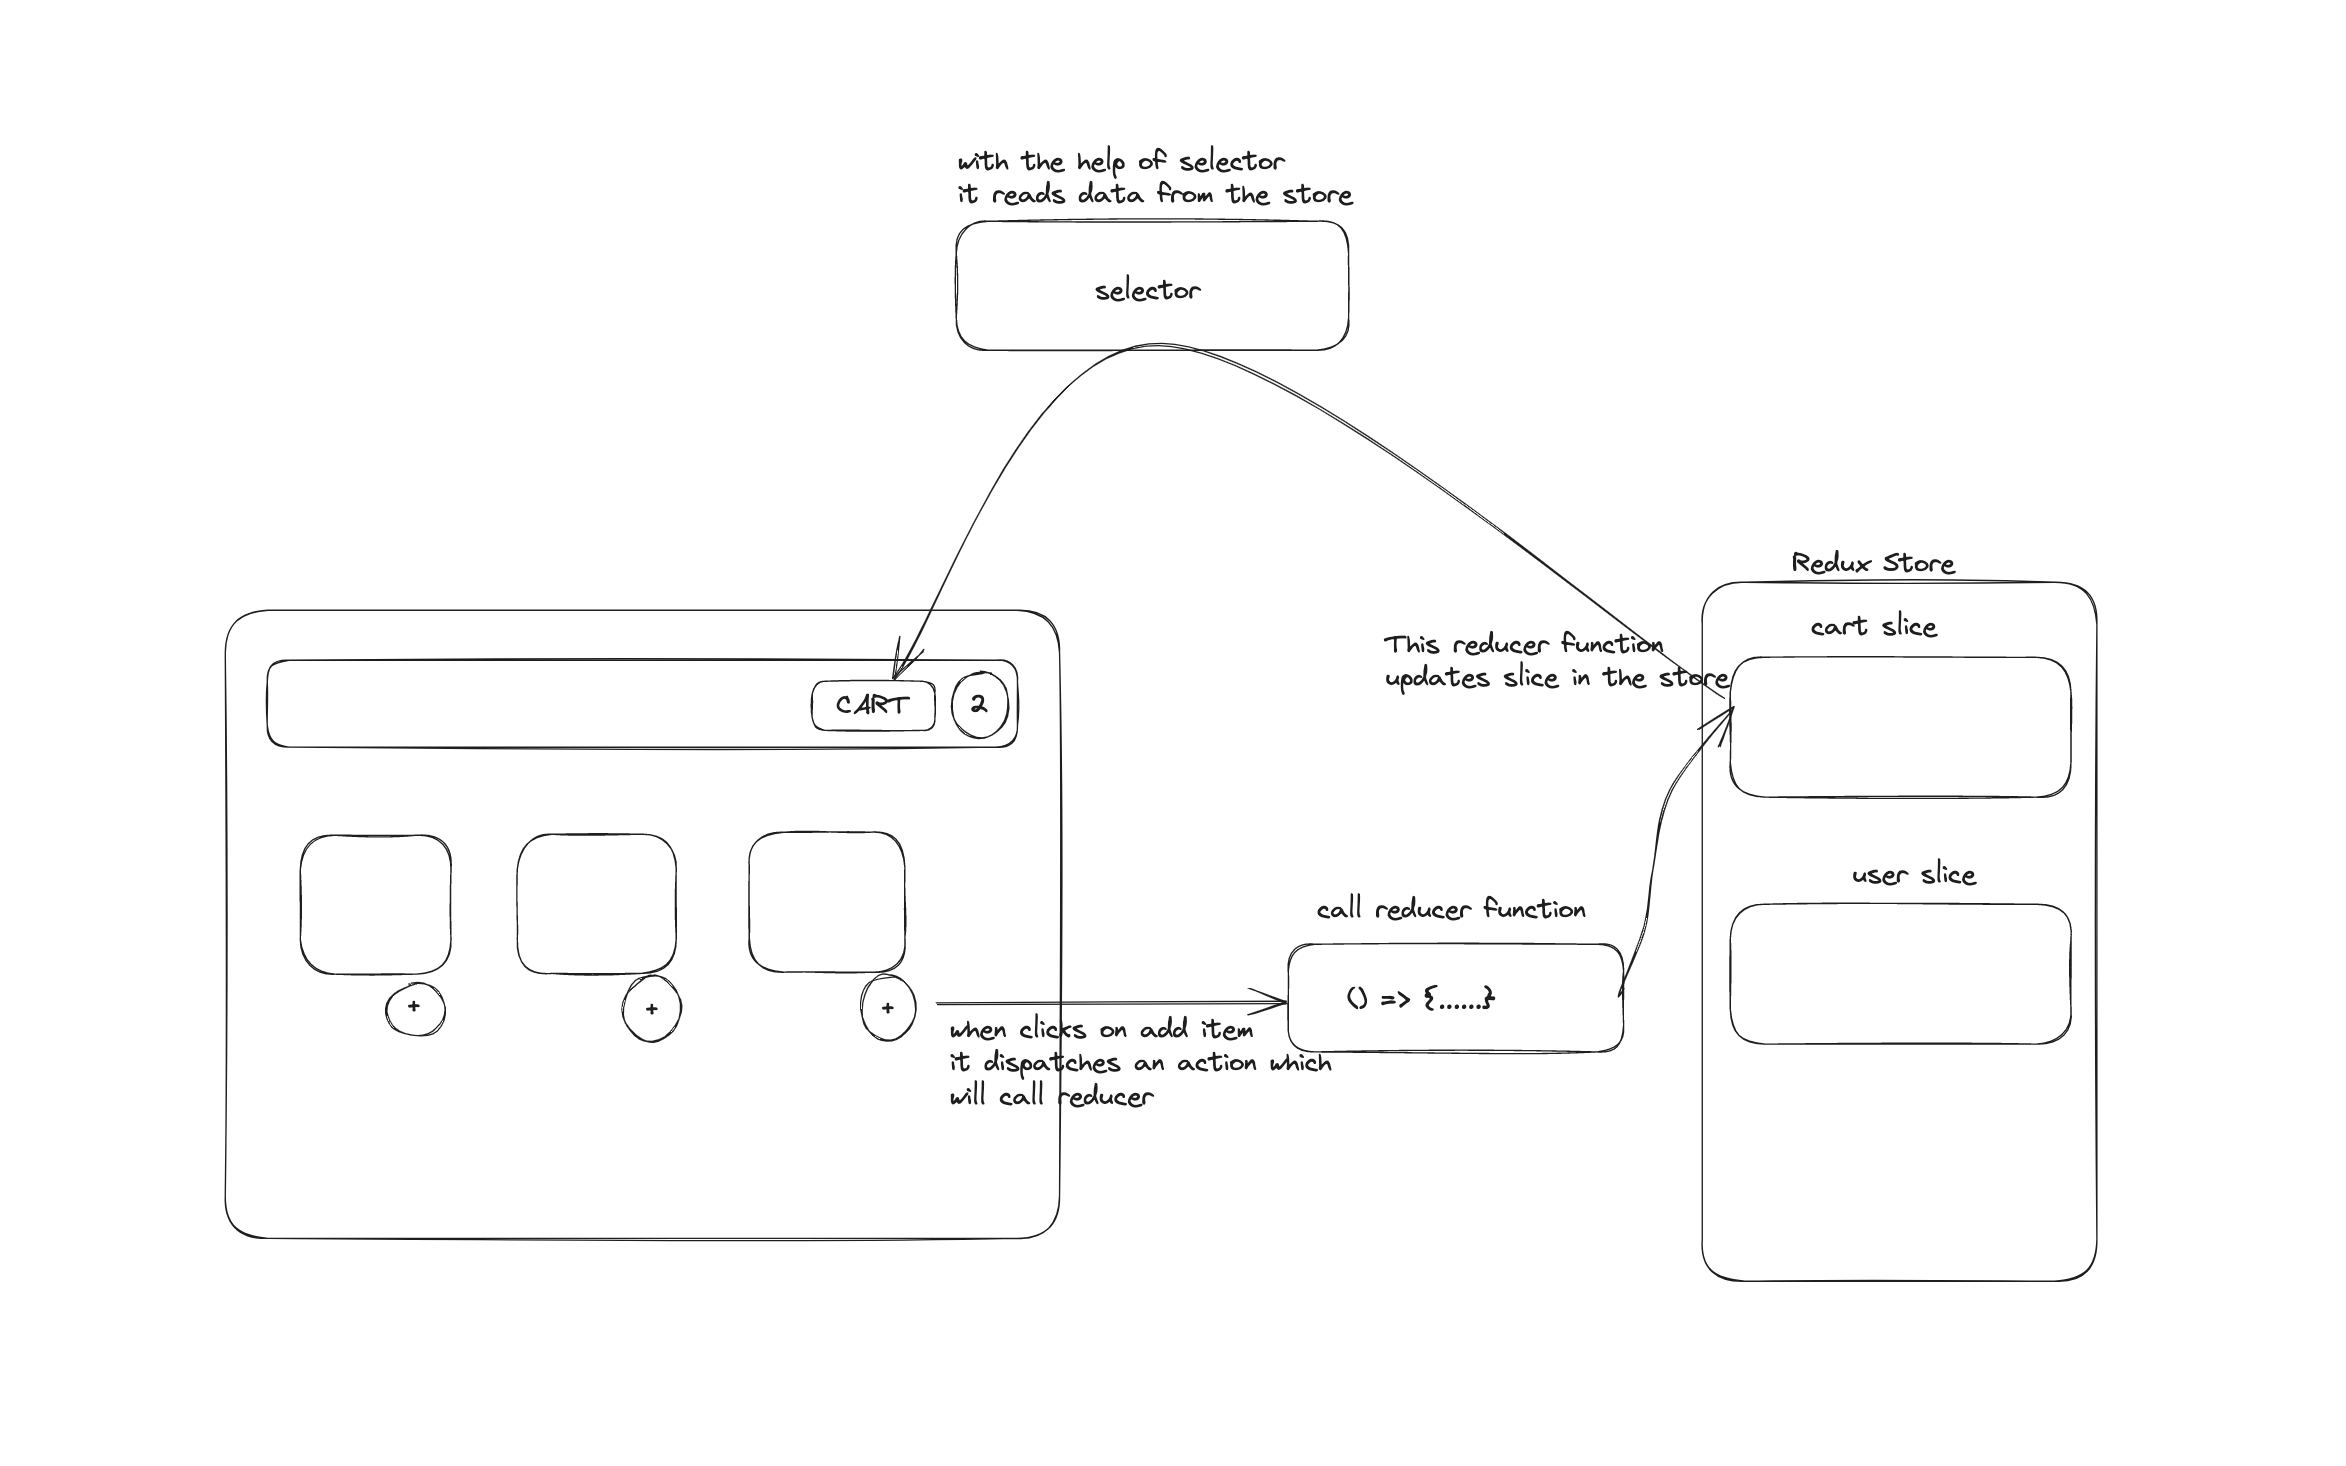 with the help of selector
it reads data from the store
selector
Redux Store
cart slice
This reducer function
updates slice in the store
CART
2
user slice
call reducer function
() => {......}
+
+
+
when clicks on add item
it dispatches an action which
will call reducer